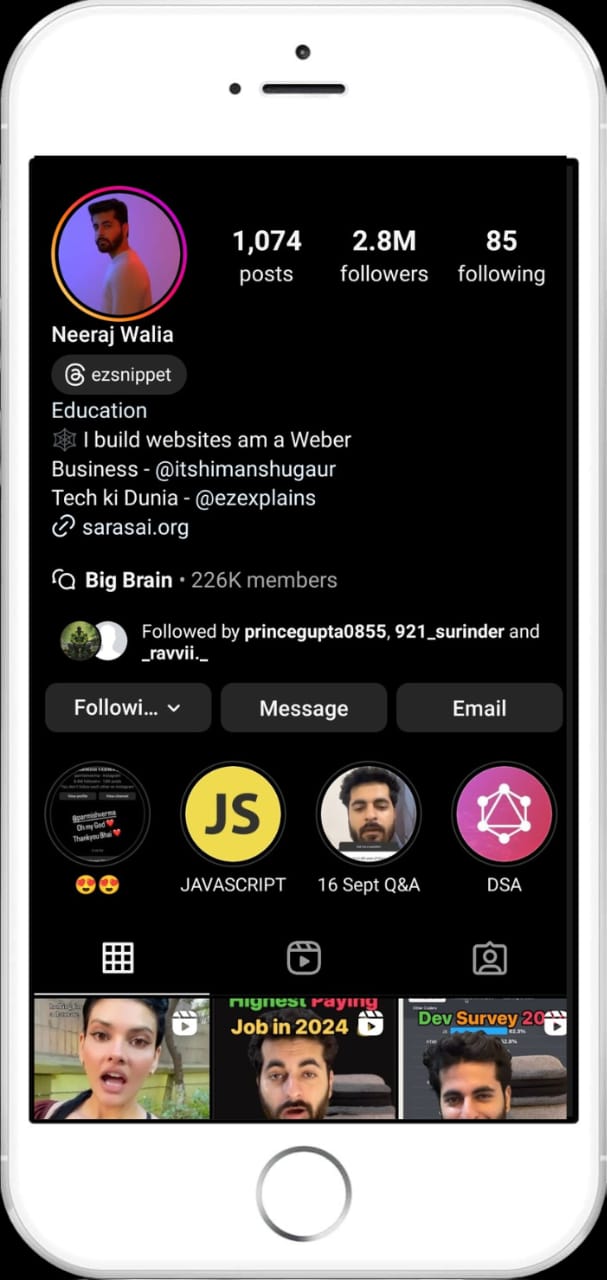 1,074
posts
2.8M
followers
85
following
Neeraj Walia
ezsnippet
Education
🕸️ I build websites am a Weber
Business - @itshimanshugaur
Tech ki Dunia - @ezexplains
sarasai.org
Big Brain • 226K members
Followed by princegupta0855, 921_surinder and
_ravvii._
Followi...
Message
Email
@parmishverma
Oh my God ❤️
Thankyou Bhai ❤️
😍😍
JS
JAVASCRIPT
16 Sept Q&A
DSA
Highest Paying
Job in 2024
Dev Survey 20